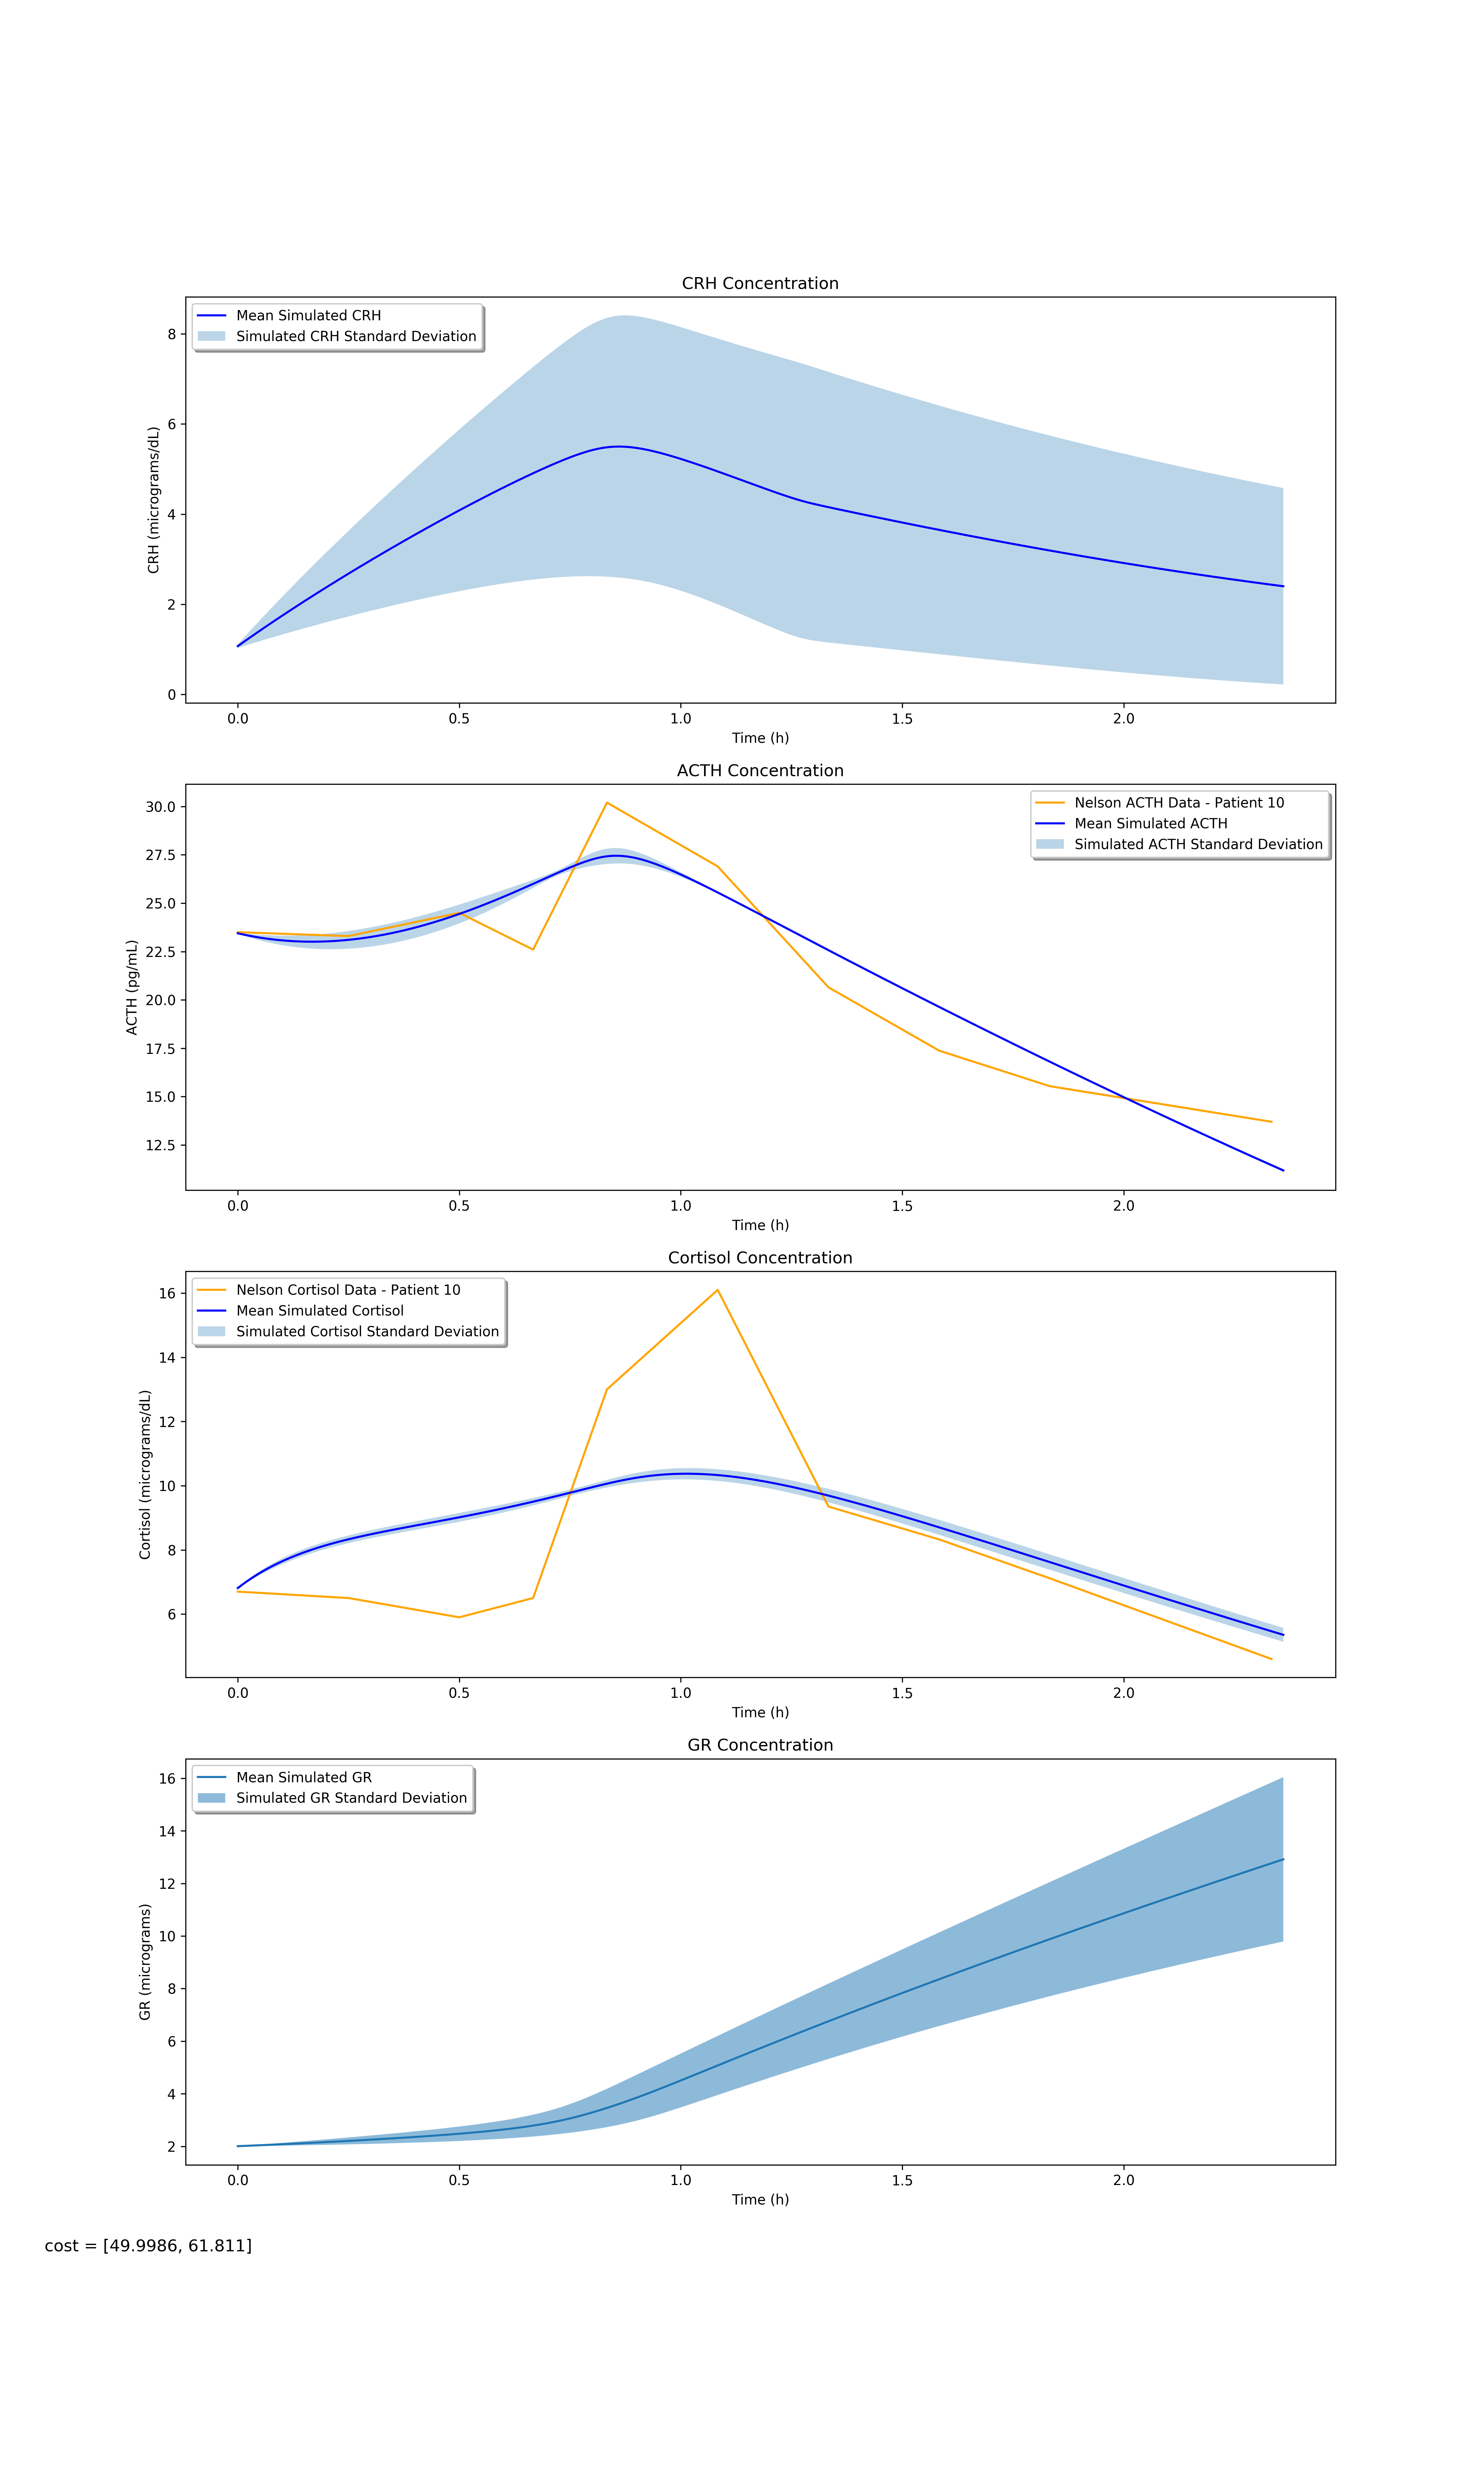 CRH Concentration
Mean Simulated CRH
Simulated CRH Standard Deviation
CRH (micrograms/dL)
8
6
4
2
0
0.0 0.5 1.0 1.5 2.0
Time (h)
ACTH Concentration
Nelson ACTH Data - Patient 10
Mean Simulated ACTH
Simulated ACTH Standard Deviation
ACTH (pg/mL)
30.0
27.5
25.0
22.5
20.0
17.5
15.0
12.5
0.0 0.5 1.0 1.5 2.0
Time (h)
Cortisol Concentration
Nelson Cortisol Data - Patient 10
Mean Simulated Cortisol
Simulated Cortisol Standard Deviation
Cortisol (micrograms/dL)
16
14
12
10
8
6
0.0 0.5 1.0 1.5 2.0
Time (h)
GR Concentration
Mean Simulated GR
Simulated GR Standard Deviation
GR (micrograms)
16
14
12
10
8
6
4
2
0.0 0.5 1.0 1.5 2.0
Time (h)
cost = [49.9986, 61.811]